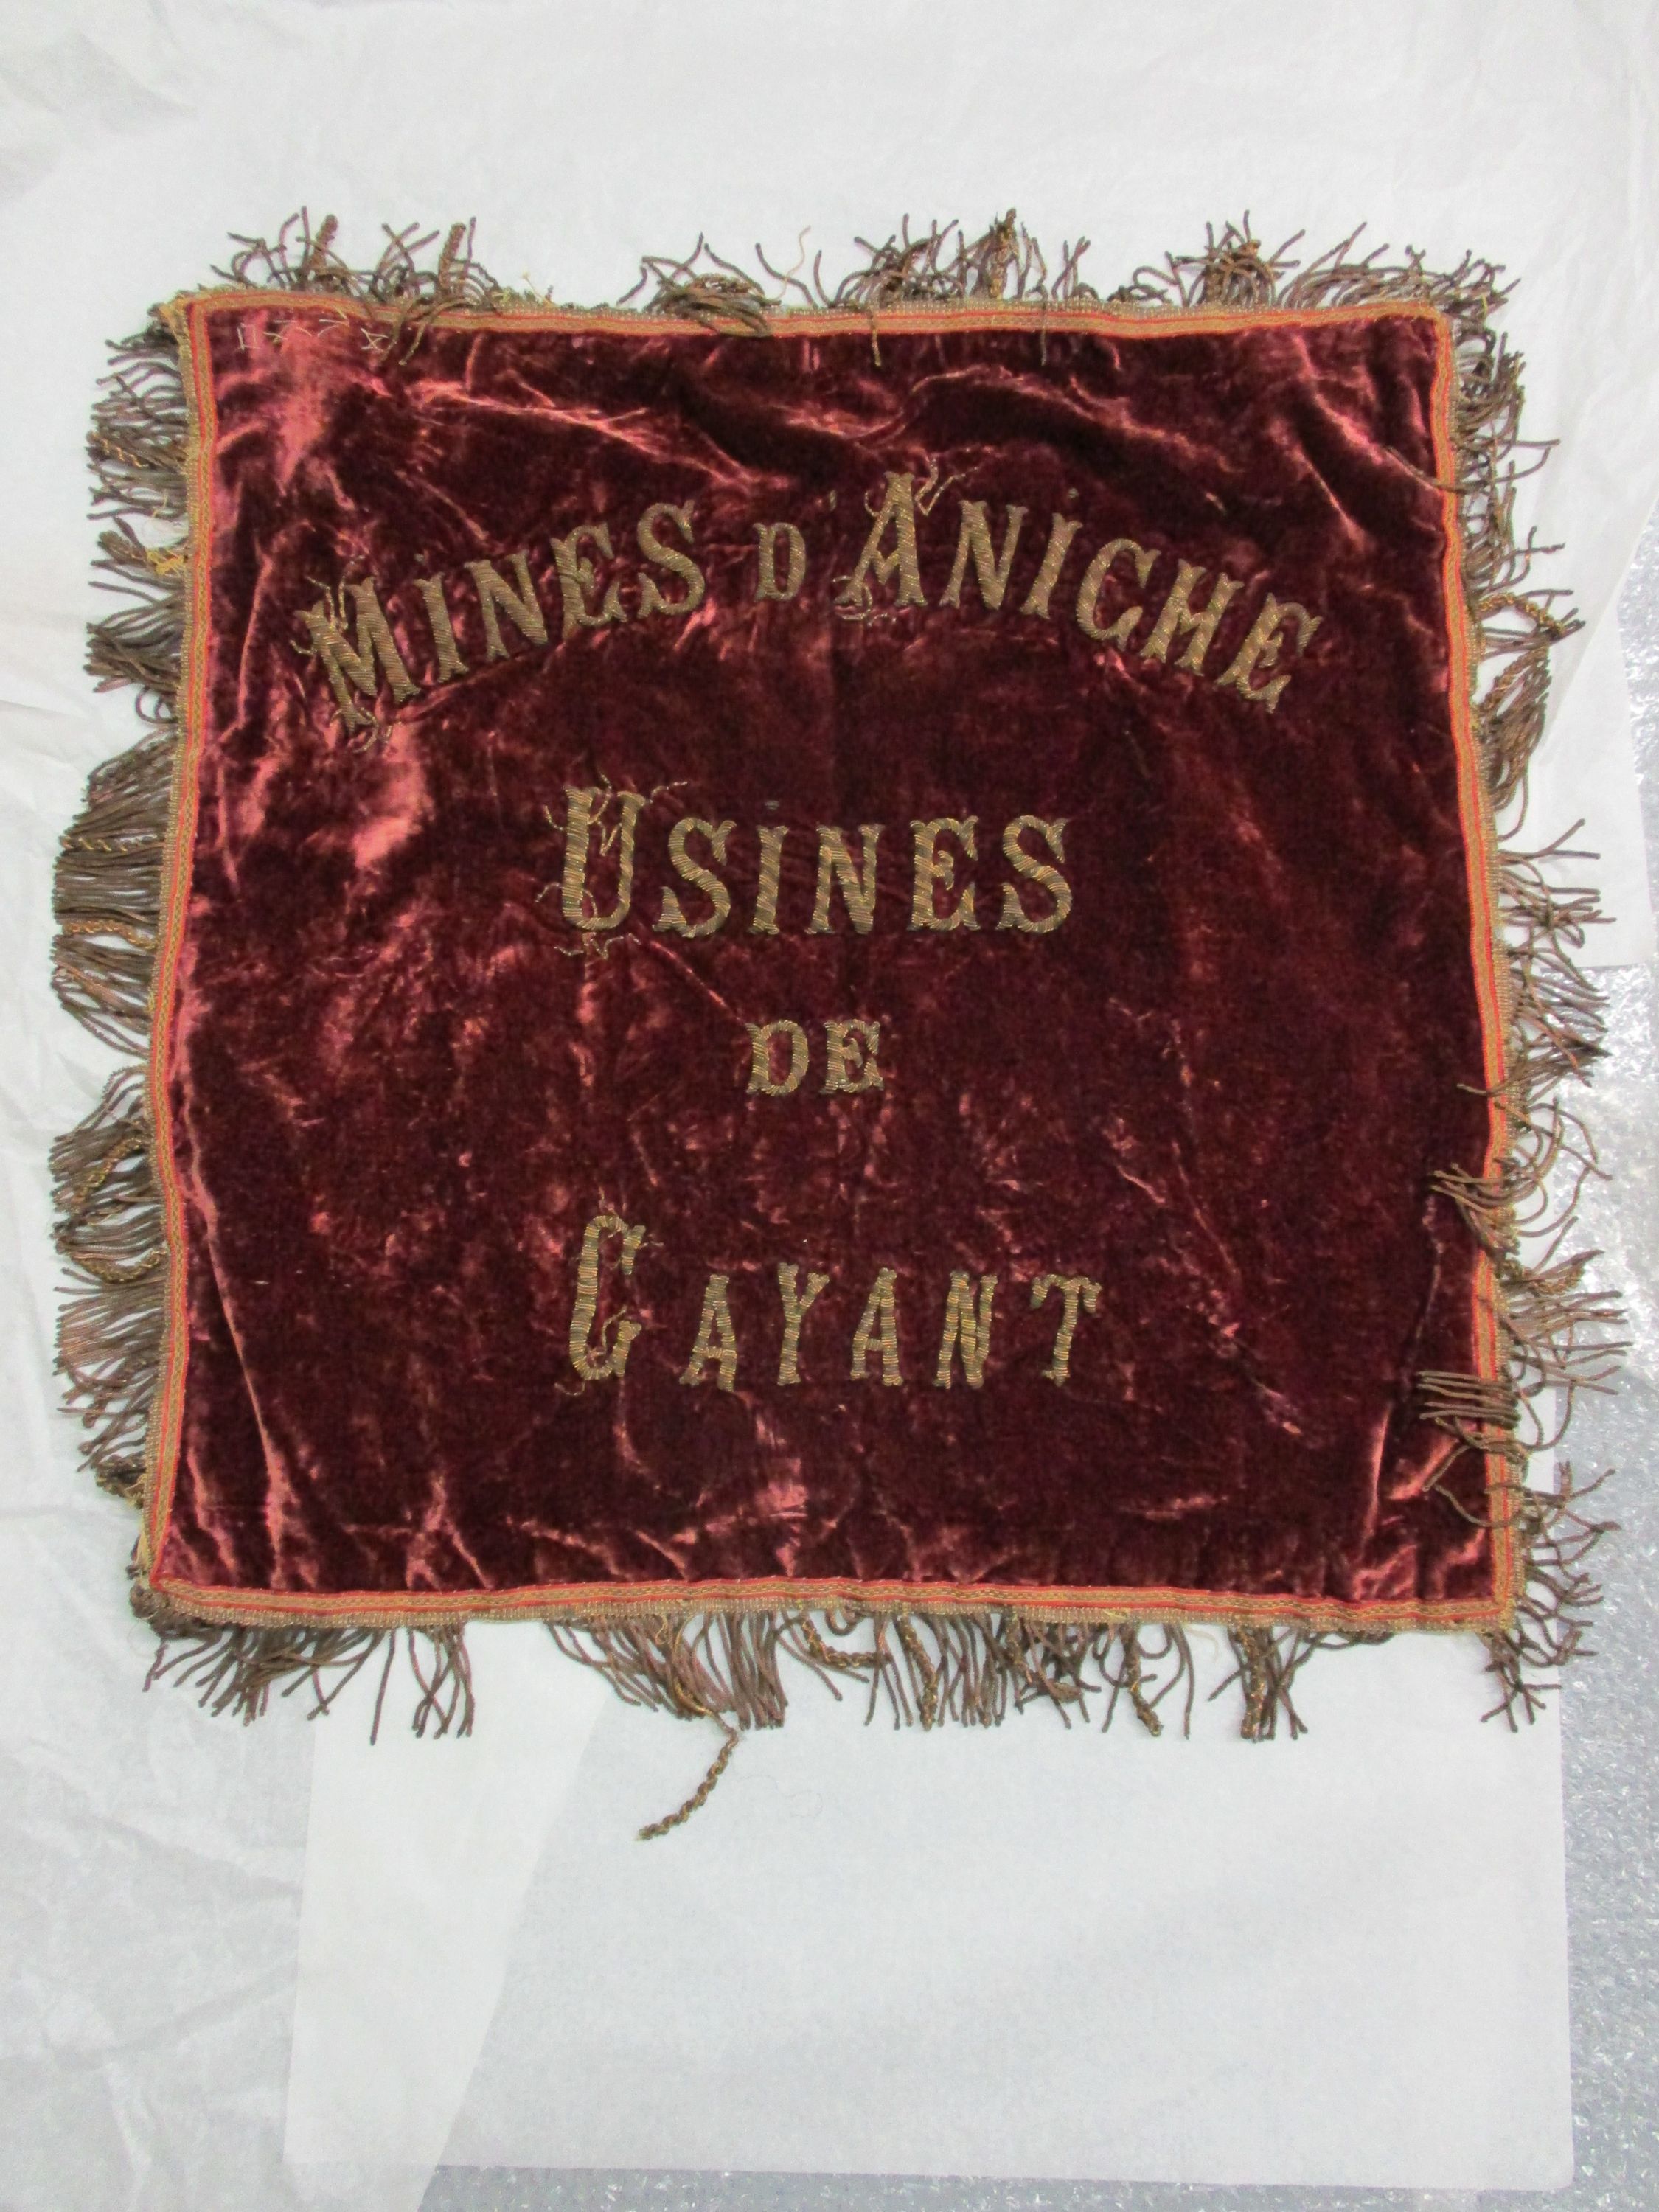 MINES D'ANICHE
USINES
DE
GAYANT